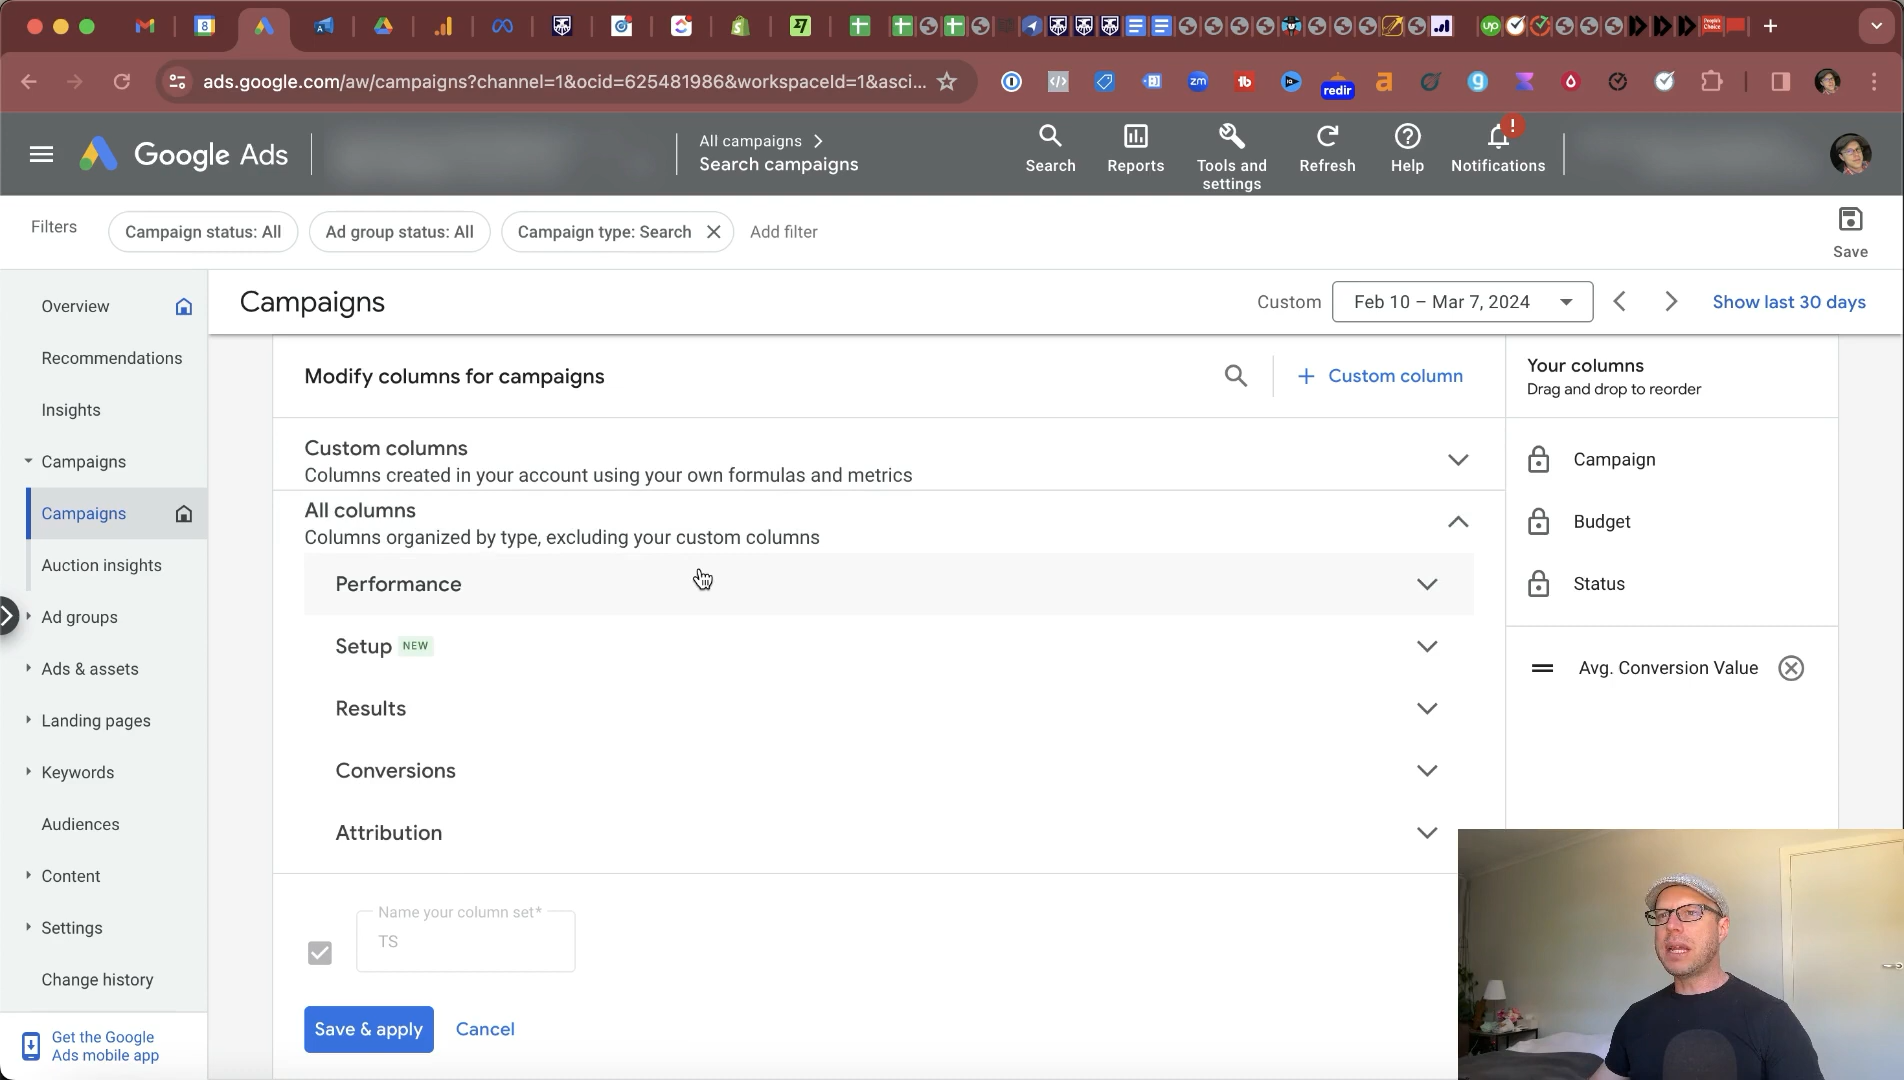 ads.google.com/aw/campaigns?channel=1&ocid=625481986&workspaceId=1&asci...
redir
Google Ads
All campaigns
Search campaigns
Search
Reports
Tools and
settings
Refresh
Help
Notifications
Filters
Campaign status: All
Ad group status: All
Campaign type: Search
Add filter
Save
Overview
Recommendations
Insights
Campaigns
Campaigns
Auction insights
Ad groups
Ads & assets
Landing pages
Keywords
Audiences
Content
Settings
Change history
Get the Google
Ads mobile app
Campaigns
Custom
Feb 10 – Mar 7, 2024
Show last 30 days
Modify columns for campaigns
+ Custom column
Custom columns
Columns created in your account using your own formulas and metrics
All columns
Columns organized by type, excluding your custom columns
Performance
Setup NEW
Results
Conversions
Attribution
Name your column set*
TS
Save & apply
Cancel
Your columns
Drag and drop to reorder
Campaign
Budget
Status
Avg. Conversion Value